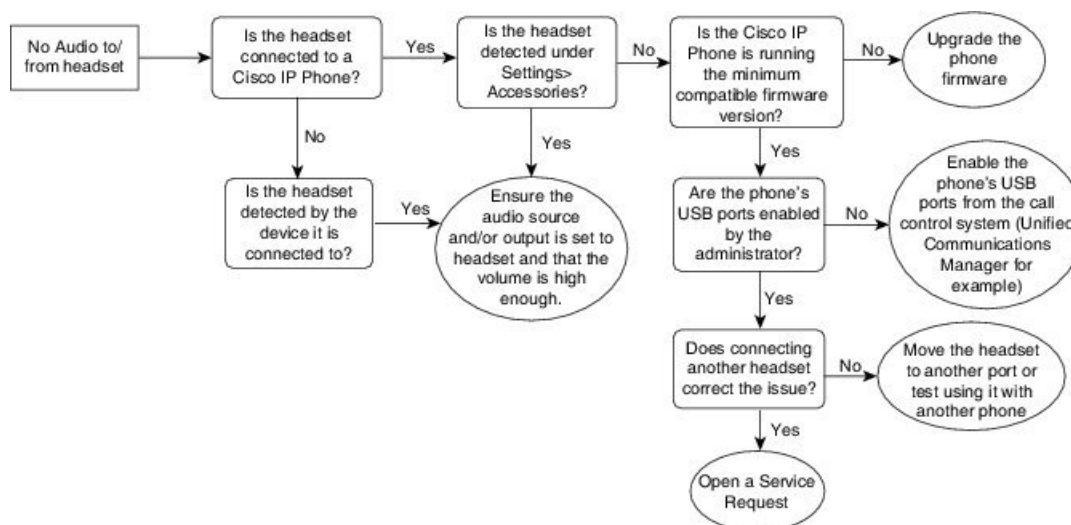 No Audio to/
from headset
Is the headset
connected to a
Cisco IP Phone?
Yes
Is the headset
detected under
Settings>
Accessories?
No
Is the Cisco IP
Phone is running
the minimum
compatible firmware
version?
No
Upgrade the
phone
firmware
No
Yes
Yes
Is the headset
detected by the
device it is
connected to?
Yes
Ensure the
audio source
and/or output is set to
headset and that the
volume is high
enough.
Are the phone's
USB ports enabled
by the
administrator?
No
Enable the
phone's USB
ports from the call
control system (Unified
Communications
Manager for
example)
Yes
Does connecting
another headset
correct the issue?
No
Move the headset
to another port or
test using it with
another phone
Yes
Open a Service
Request